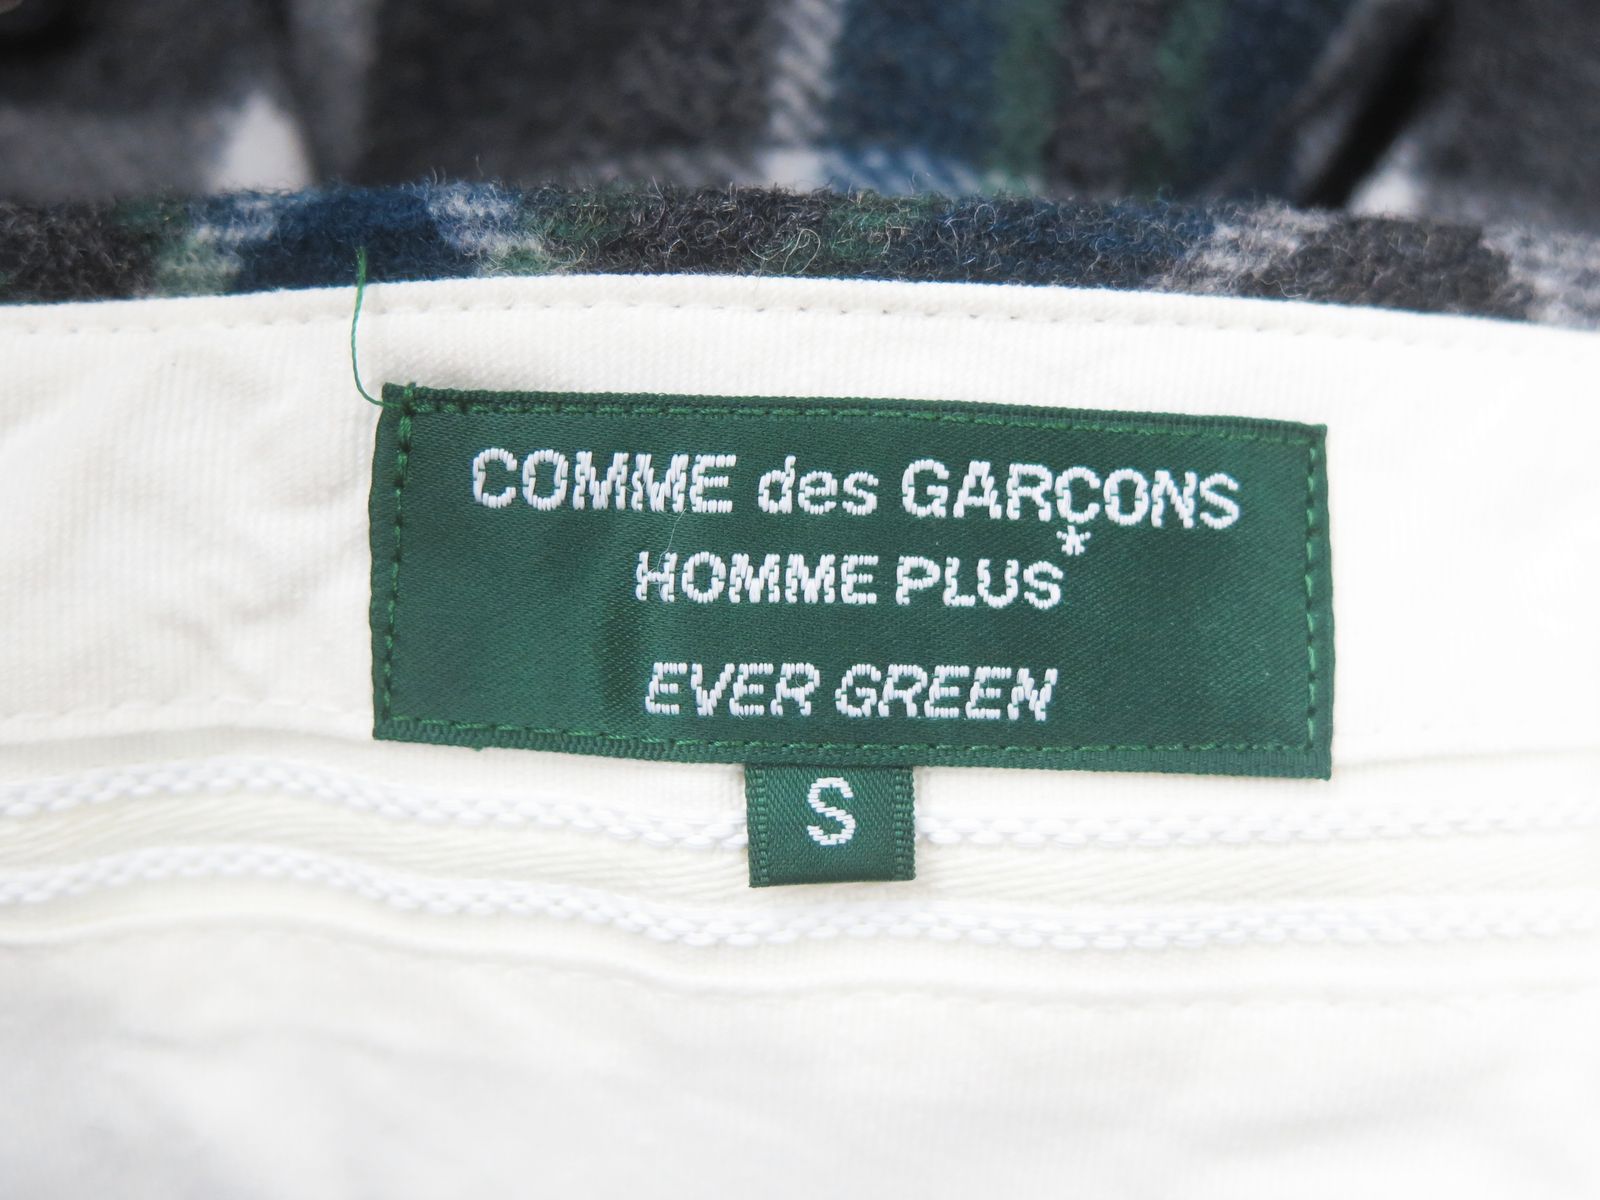 COMME des GARÇONS
HOMME PLUS*
EVER GREEN
S